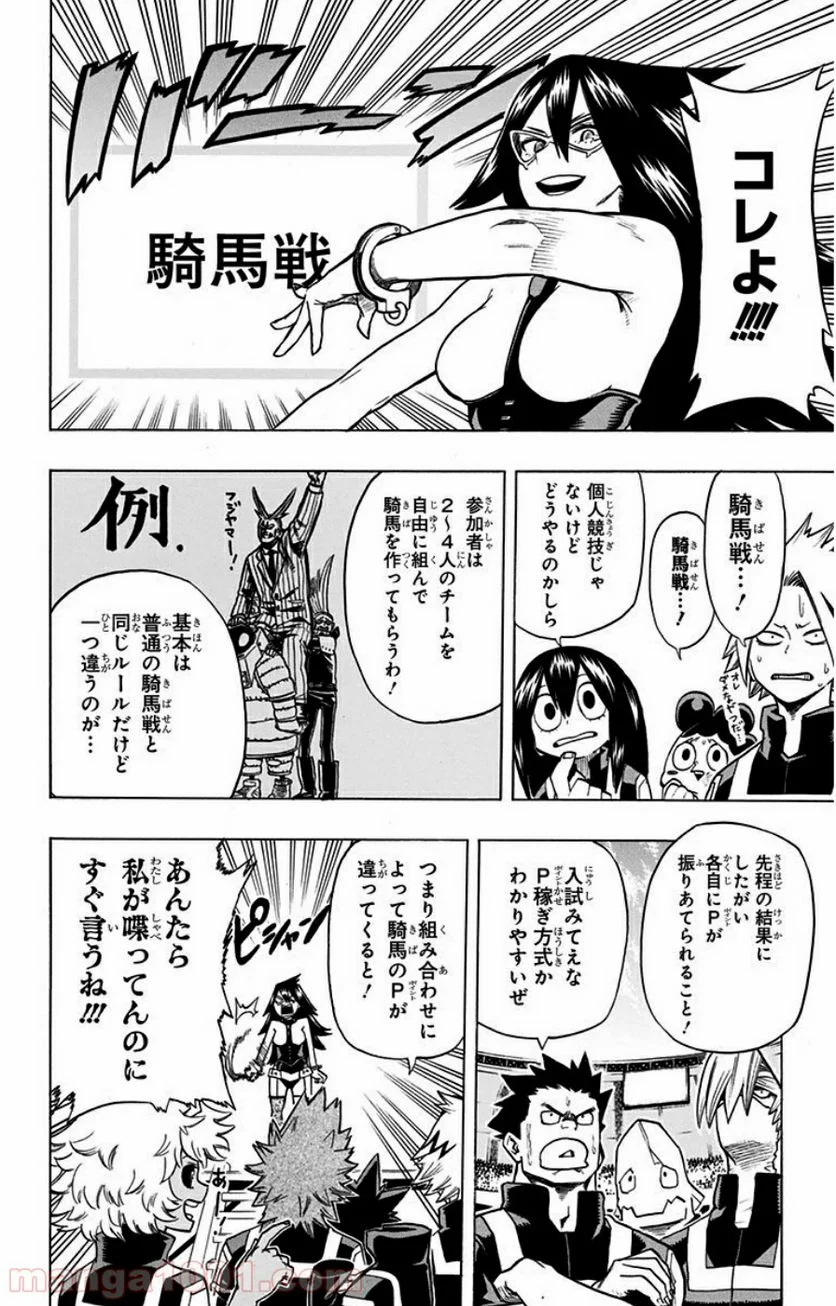 コレよ!!!!
バーン
騎馬戦
騎馬戦…!
騎馬戦…!
オレ
ダメなヤツだ…
個人競技じゃ
ないけど
どうやるのかしら
参加者は
2〜4人のチームを
自由に組んで
騎馬を作ってもらうわ!
例.
フジヤマー!
基本は
普通の騎馬戦と
同じルールだけど
一つ違うのが…
先程の結果に
したがい
各自にPが
振りあてられること!
入試みてえな
P稼ぎ方式か
わかりやすいぜ
つまり組み合わせに
よって騎馬のPが
違ってくると!
ピシャン
あんたら
私が喋ってんのに
すぐ言うね!!!
あー!
manga1001.com